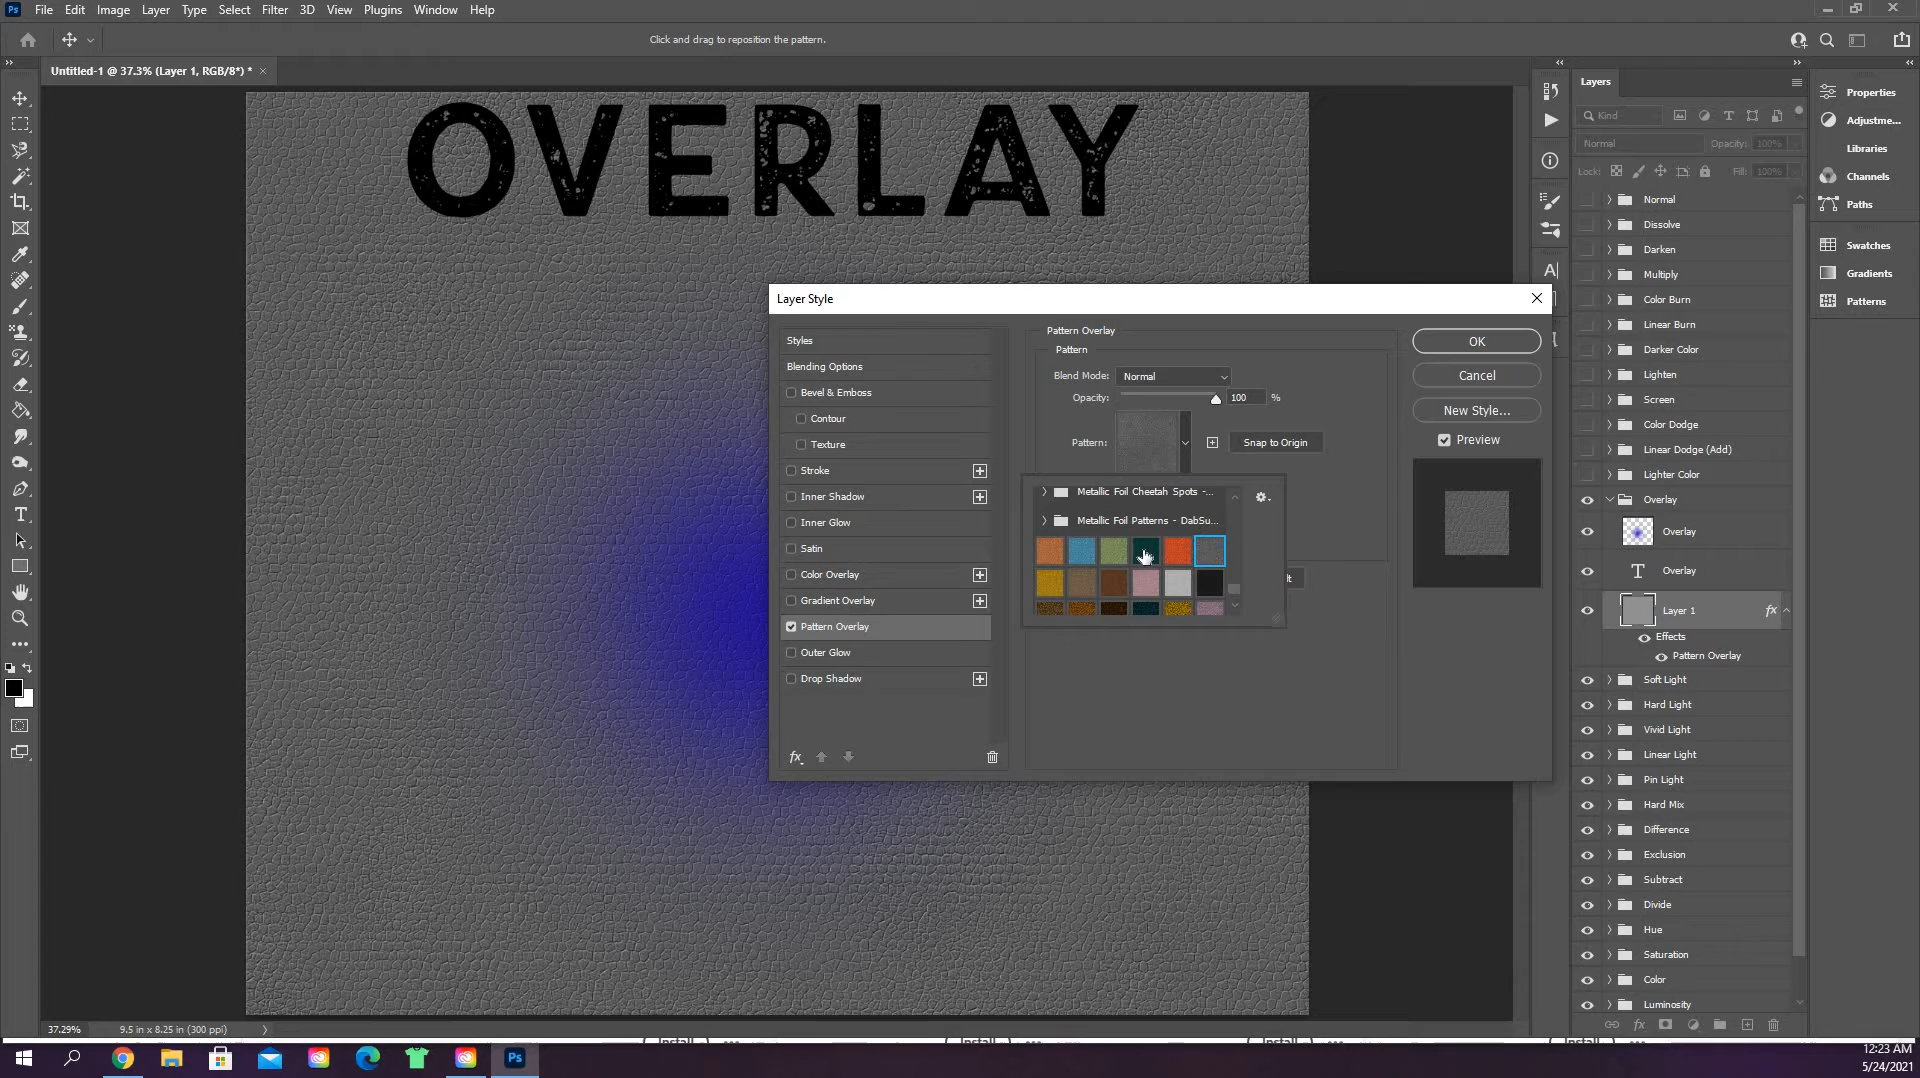 File Edit Image Layer Type Select Filter 3D View Plugins Window Help
Click and drag to reposition the pattern.
Untitled-1 @ 37.3% (Layer 1, RGB/8*) *
OVERLAY
Layer Style
Styles
Blending Options
Bevel & Emboss
Contour
Texture
Stroke
Inner Shadow
Inner Glow
Satin
Color Overlay
Gradient Overlay
Pattern Overlay
Outer Glow
Drop Shadow
fx
Pattern Overlay
Pattern
Blend Mode: Normal
Opacity: 100 %
Pattern: Snap to Origin
Metallic Foil Cheetah Spots -...
Metallic Foil Patterns - DabSu...
OK
Cancel
New Style...
Preview
Layers
Kind
Normal Opacity: 100%
Lock: Fill: 100%
Normal
Dissolve
Darken
Multiply
Color Burn
Linear Burn
Darker Color
Lighten
Screen
Color Dodge
Linear Dodge (Add)
Lighter Color
Overlay
Overlay
Overlay
Layer 1 fx
Effects
Pattern Overlay
Soft Light
Hard Light
Vivid Light
Linear Light
Pin Light
Hard Mix
Difference
Exclusion
Subtract
Divide
Hue
Saturation
Color
Luminosity
fx
Properties
Adjustme...
Libraries
Channels
Paths
Swatches
Gradients
Patterns
37.29% 9.5 in x 8.25 in (300 ppi)
Ps
12:23 AM
5/24/2021